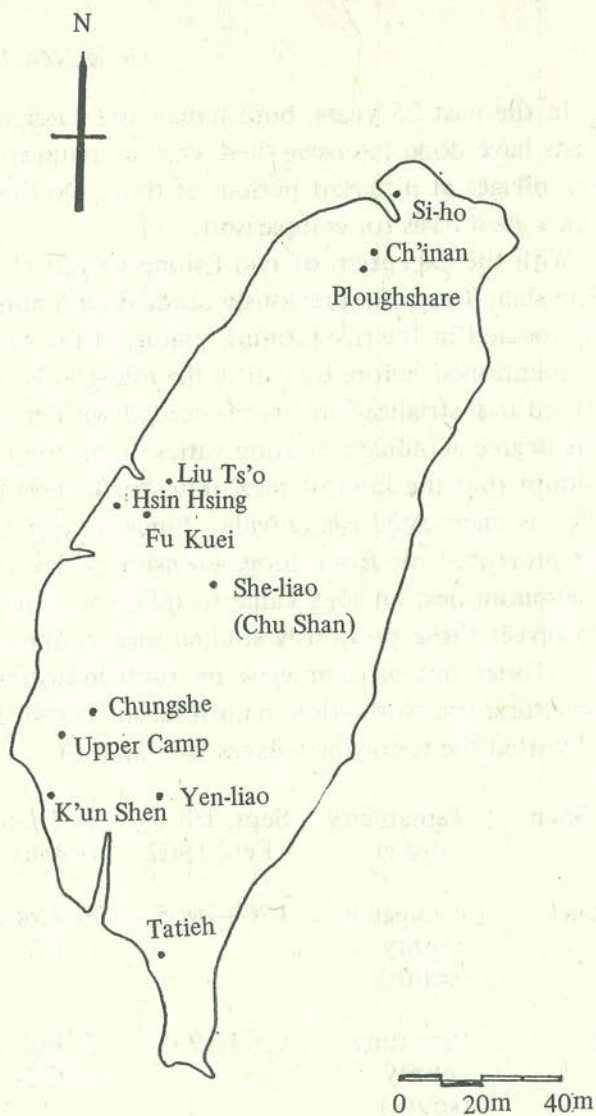 N
Si-ho
Ch'inan
Ploughshare
Liu Ts'o
Hsin Hsing
Fu Kuei
She-liao
(Chu Shan)
Chungshe
Upper Camp
K'un Shen
Yen-liao
Tatieh
0 20m 40m